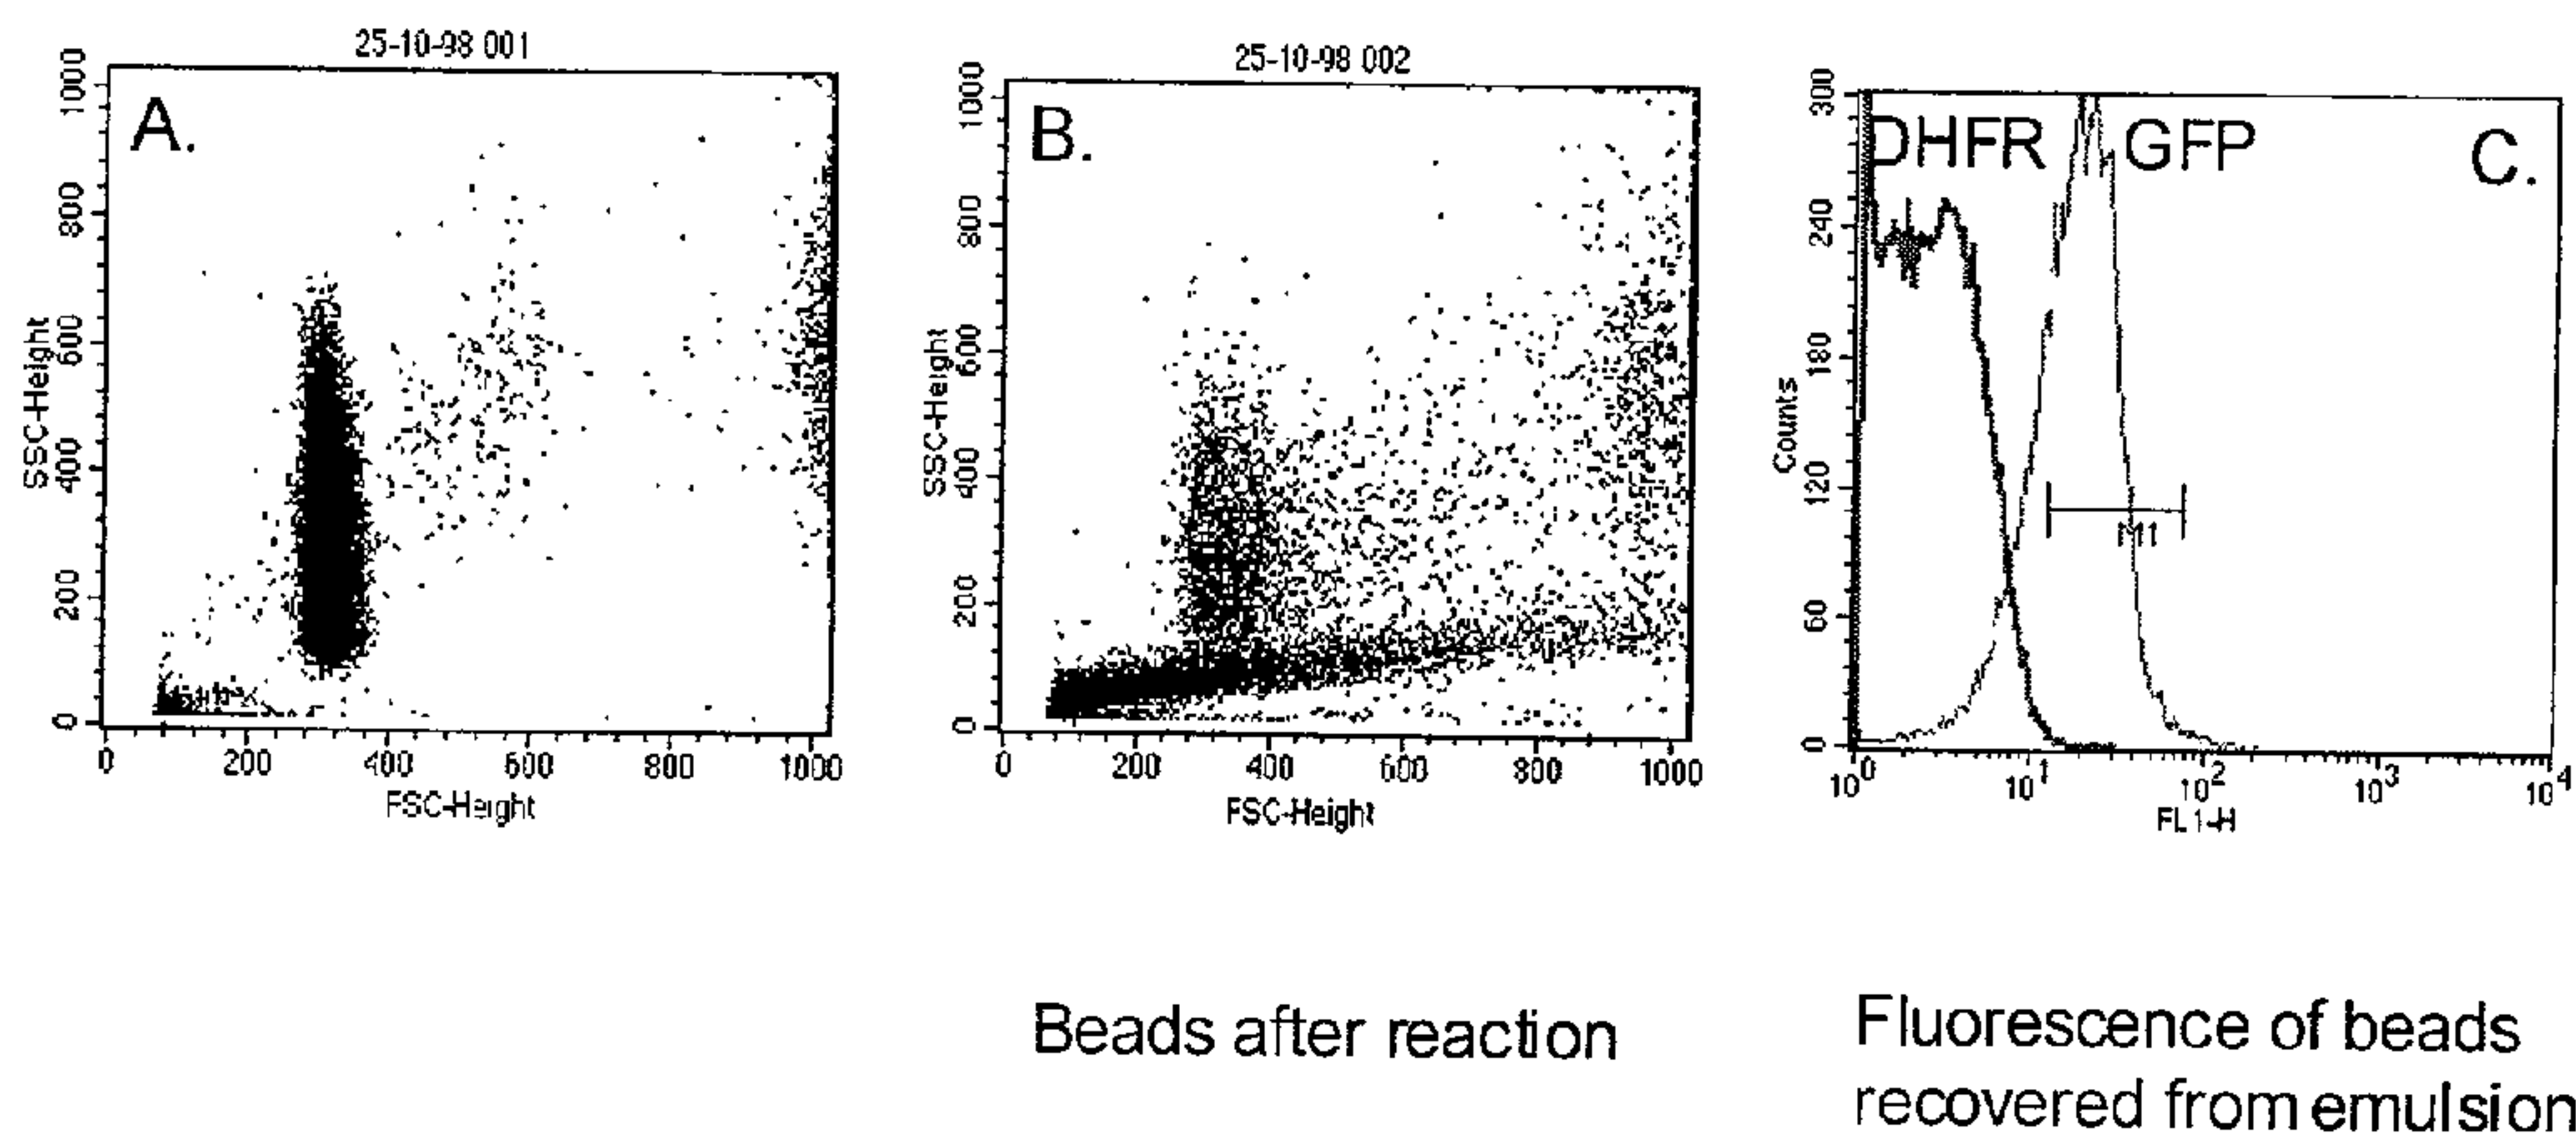 25-10-98 001
A.
1000
800
600
400
200
0
SSC-Height
0 200 400 600 800 1000
FSC-Height
25-10-98 002
B.
1000
800
600
400
200
0
SSC-Height
0 200 400 600 800 1000
FSC-Height
DHFR GFP C.
300
240
180
120
60
0
Counts
M1
10^0 10^1 10^2 10^3 10^4
FL1-H
Beads after reaction
Fluorescence of beads
recovered from emulsion